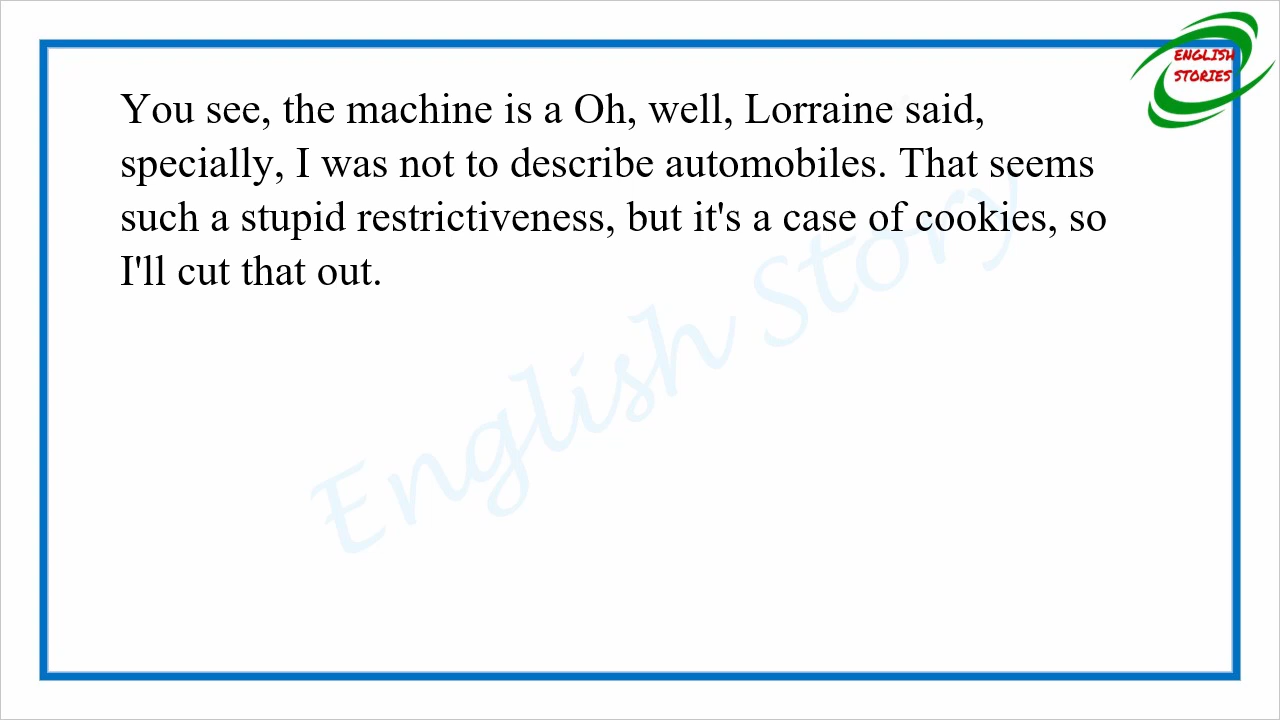 ENGLISH
STORIES
You see, the machine is a Oh, well, Lorraine said,
specially, I was not to describe automobiles. That seems
such a stupid restrictiveness, but it's a case of cookies, so
I'll cut that out.
English Story